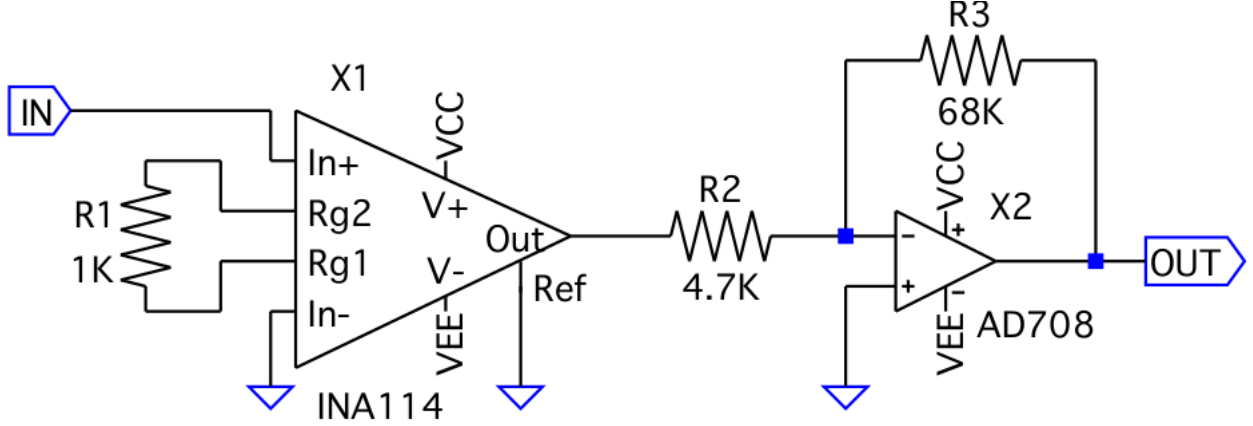 R3
68K
X1
IN
VCC
In+
R1
1K
Rg2
Rg1
In-
V+
V-
Out
Ref
VEE
INA114
R2
4.7K
VCC
X2
-
+
+
-
VEE
AD708
OUT